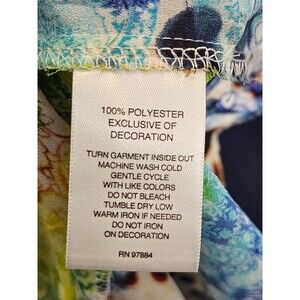 100% POLYESTER
EXCLUSIVE OF
DECORATION
TURN GARMENT INSIDE OUT
MACHINE WASH COLD
GENTLE CYCLE
WITH LIKE COLORS
DO NOT BLEACH
TUMBLE DRY LOW
WARM IRON IF NEEDED
DO NOT IRON
ON DECORATION
RN 97884